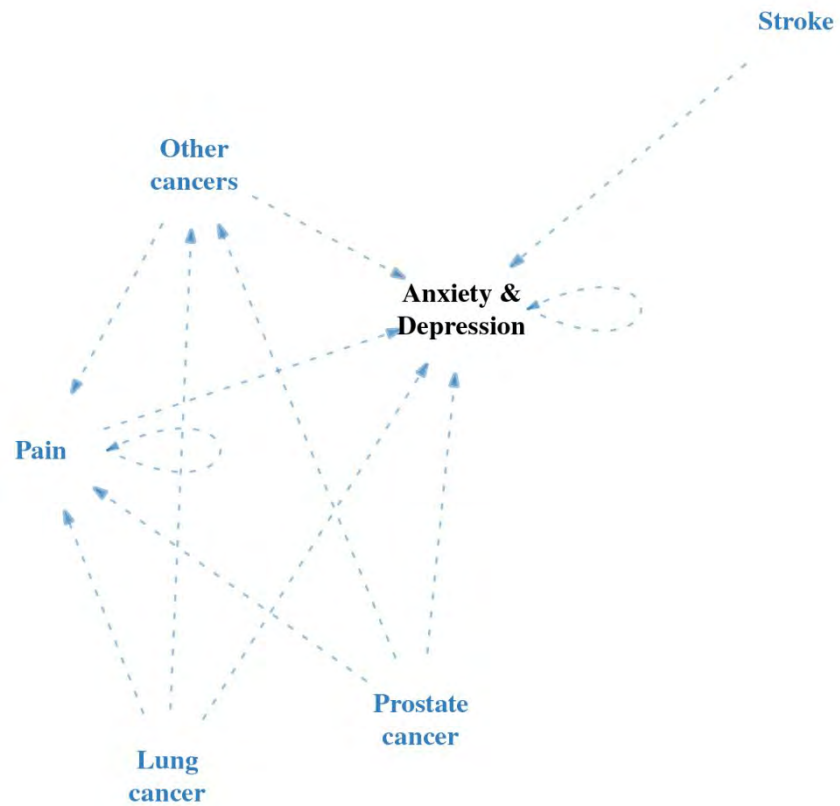 Stroke
Other
cancers
Anxiety &
Depression
Pain
Prostate
cancer
Lung
cancer